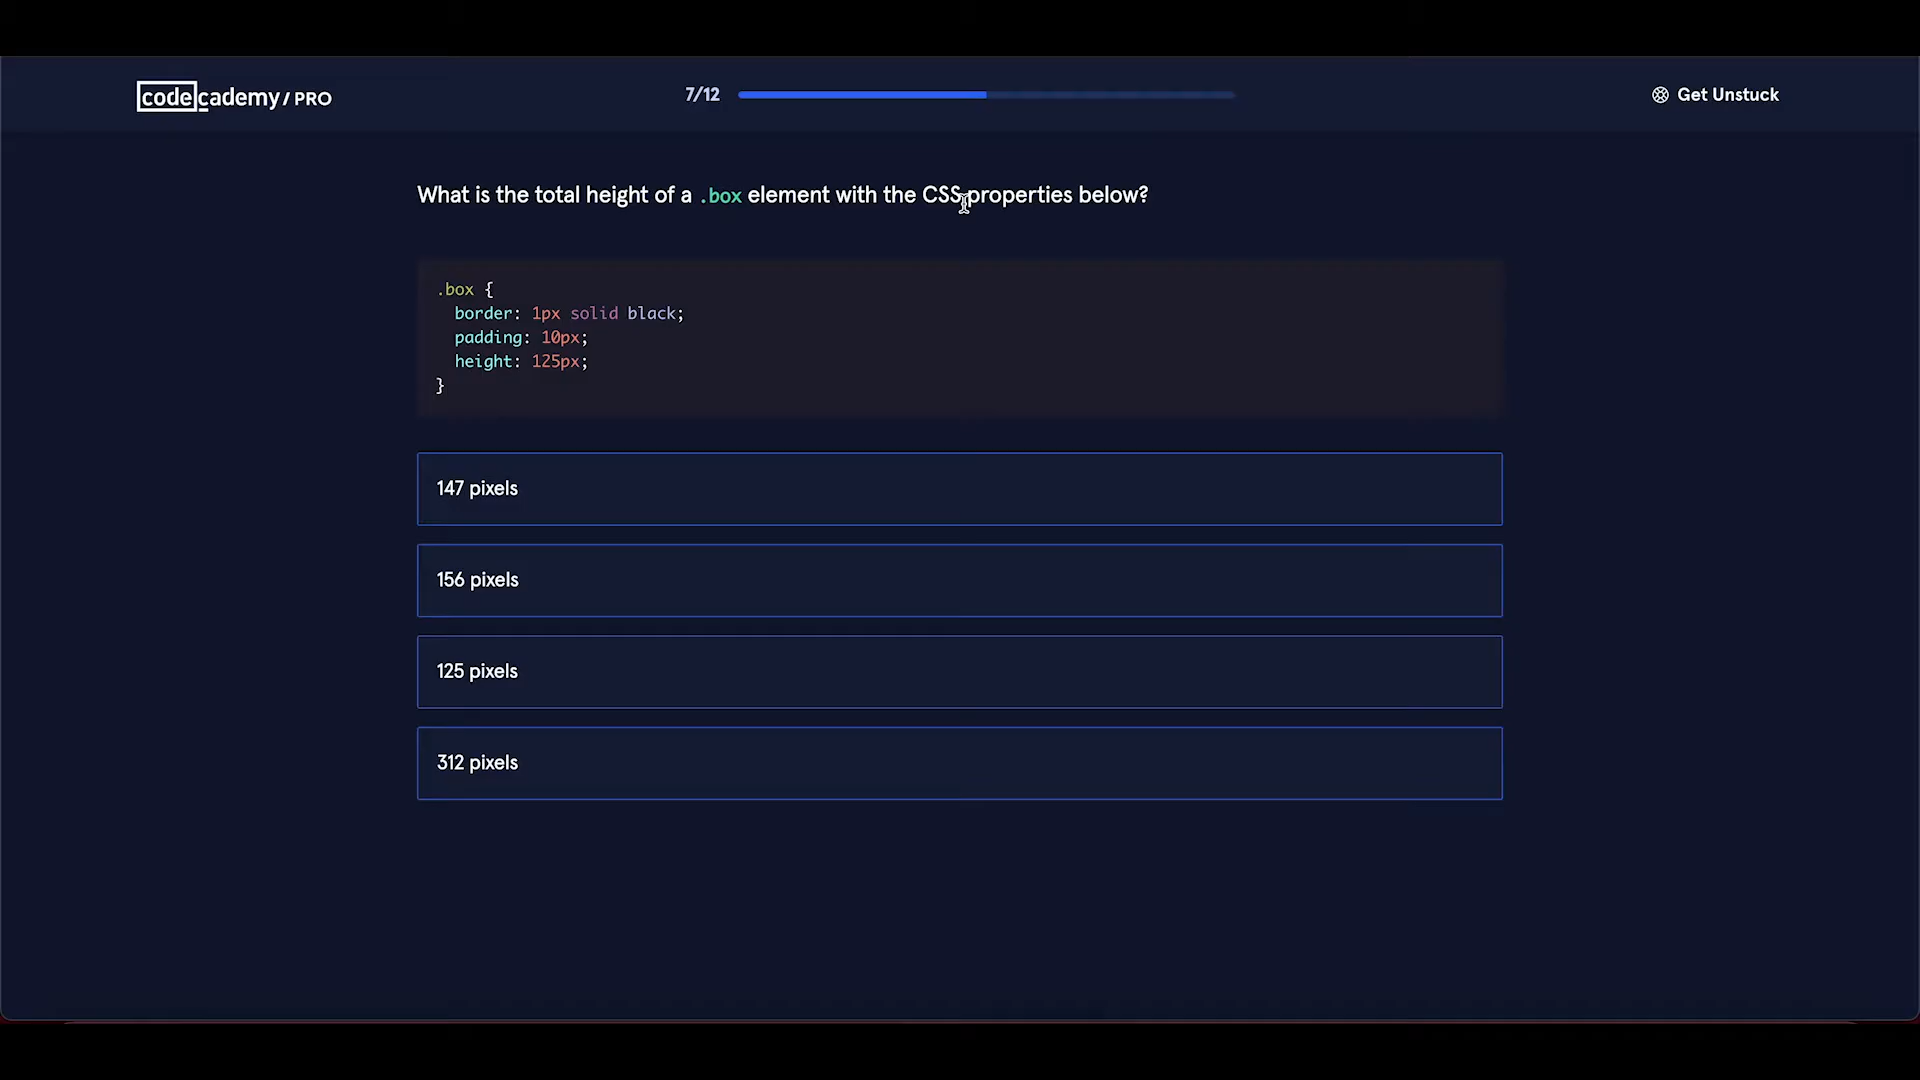 codecademy / PRO
7/12
Get Unstuck
What is the total height of a .box element with the CSS properties below?
.box {
  border: 1px solid black;
  padding: 10px;
  height: 125px;
}
147 pixels
156 pixels
125 pixels
312 pixels